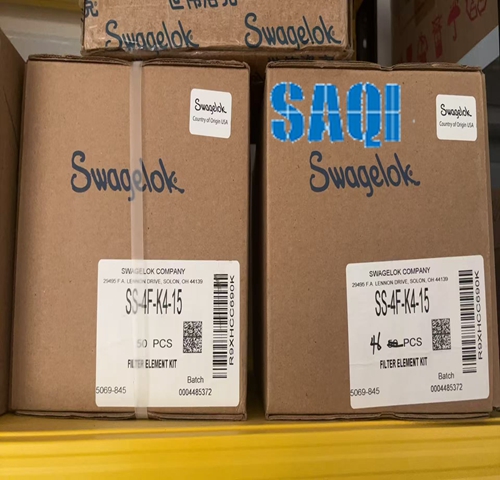 Swagelok Swagelok
Swagelok
Country of Origin USA
Swagelok
SWAGELOK COMPANY
29495 F.A. LENNON DRIVE, SOLON, OH 44139
SS-4F-K4-15
50 PCS
FILTER ELEMENT KIT
R9XHCC690K
Batch
5069-845
0004485372
SAQI
Swagelok
Country of Origin USA
Swagelok
SWAGELOK COMPANY
29495 F.A. LENNON DRIVE, SOLON, OH 44139
SS-4F-K4-15
46 50 PCS
FILTER ELEMENT KIT
R9XHCC690K
Batch
5069-845
0004485372